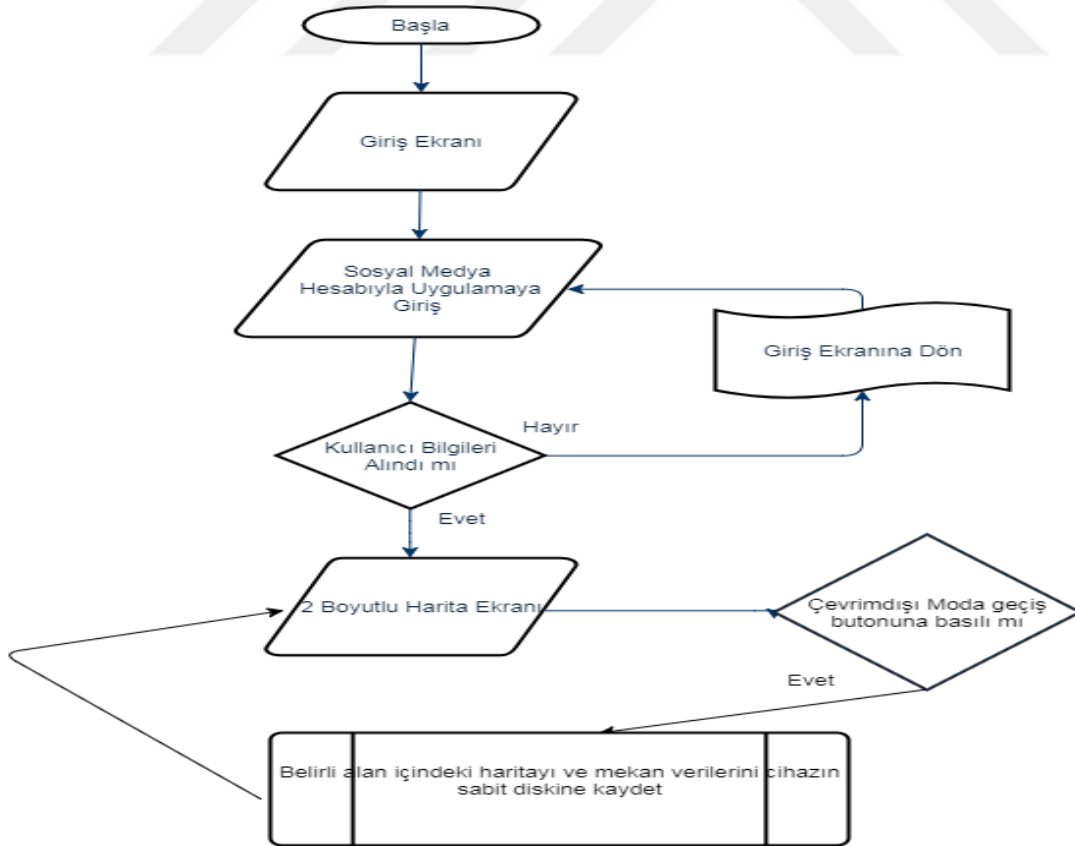 Başla
Giriş Ekranı
Sosyal Medya
Hesabıyla Uygulamaya
Giriş
Giriş Ekranına Dön
Hayır
Kullanıcı Bilgileri
Alındı mı
Evet
2 Boyutlu Harita Ekranı
Çevrimdışı Moda geçiş
butonuna basılı mı
Evet
Belirli alan içindeki haritayı ve mekan verilerini cihazın
sabit diskine kaydet